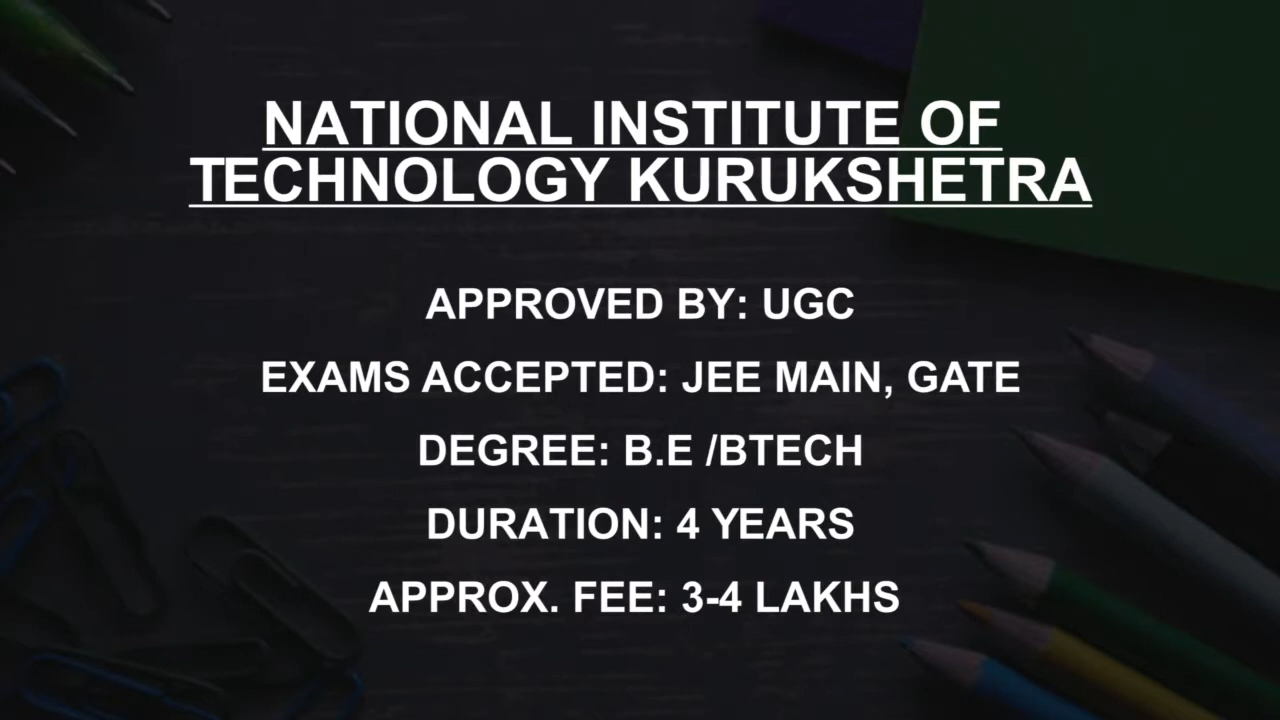 NATIONAL INSTITUTE OF
TECHNOLOGY KURUKSHETRA
APPROVED BY: UGC
EXAMS ACCEPTED: JEE MAIN, GATE
DEGREE: B.E /BTECH
DURATION: 4 YEARS
APPROX. FEE: 3-4 LAKHS